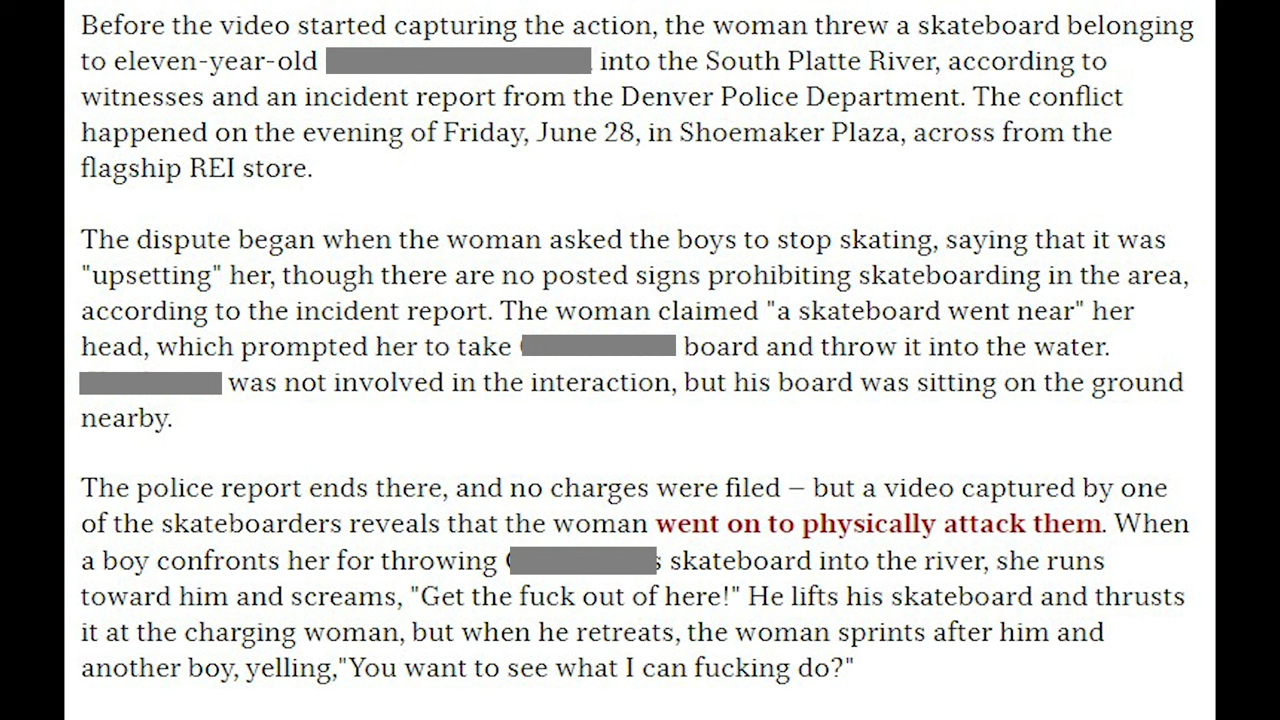 Before the video started capturing the action, the woman threw a skateboard belonging
to eleven-year-old into the South Platte River, according to
witnesses and an incident report from the Denver Police Department. The conflict
happened on the evening of Friday, June 28, in Shoemaker Plaza, across from the
flagship REI store.
The dispute began when the woman asked the boys to stop skating, saying that it was
"upsetting" her, though there are no posted signs prohibiting skateboarding in the area,
according to the incident report. The woman claimed "a skateboard went near" her
head, which prompted her to take board and throw it into the water.
was not involved in the interaction, but his board was sitting on the ground
nearby.
The police report ends there, and no charges were filed – but a video captured by one
of the skateboarders reveals that the woman went on to physically attack them. When
a boy confronts her for throwing skateboard into the river, she runs
toward him and screams, "Get the fuck out of here!" He lifts his skateboard and thrusts
it at the charging woman, but when he retreats, the woman sprints after him and
another boy, yelling,"You want to see what I can fucking do?"